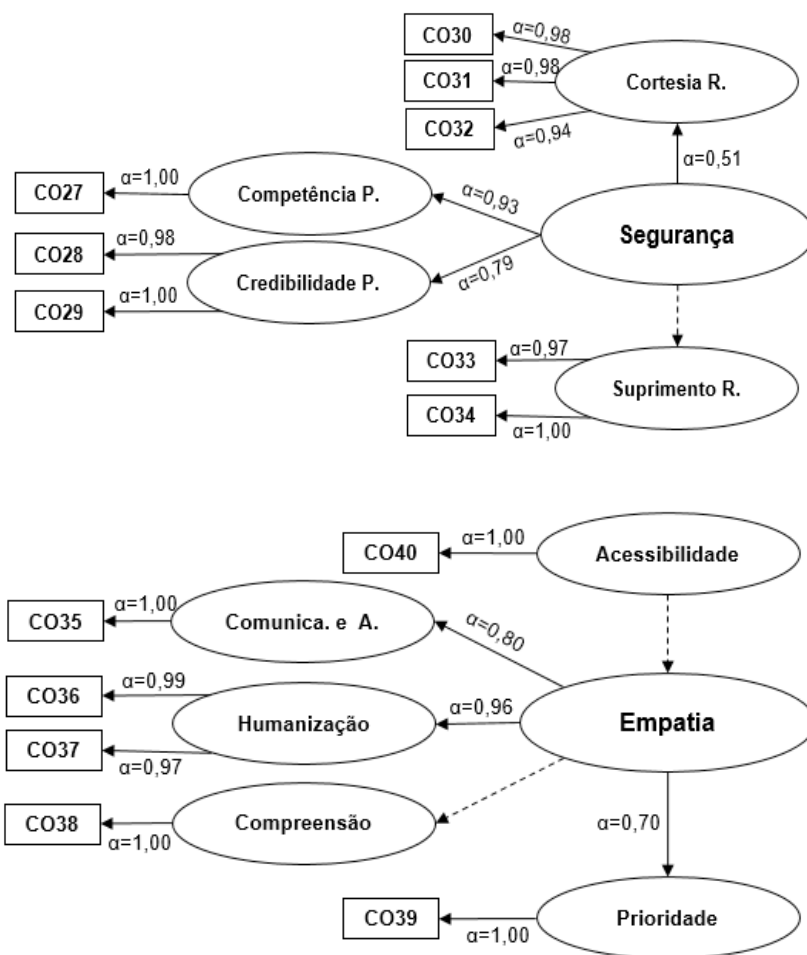 CO30
α=0,98
CO31
α=0,98
Cortesia R.
CO32
α=0,94
α=0,51
CO27
α=1,00
Competência P.
α=0,93
Segurança
CO28
α=0,98
Credibilidade P.
α=0,79
CO29
α=1,00
CO33
α=0,97
Suprimento R.
CO34
α=1,00
CO40
α=1,00
Acessibilidade
CO35
α=1,00
Comunica. e A.
α=0,80
CO36
α=0,99
Humanização
α=0,96
Empatia
CO37
α=0,97
CO38
α=1,00
Compreensão
α=0,70
CO39
α=1,00
Prioridade